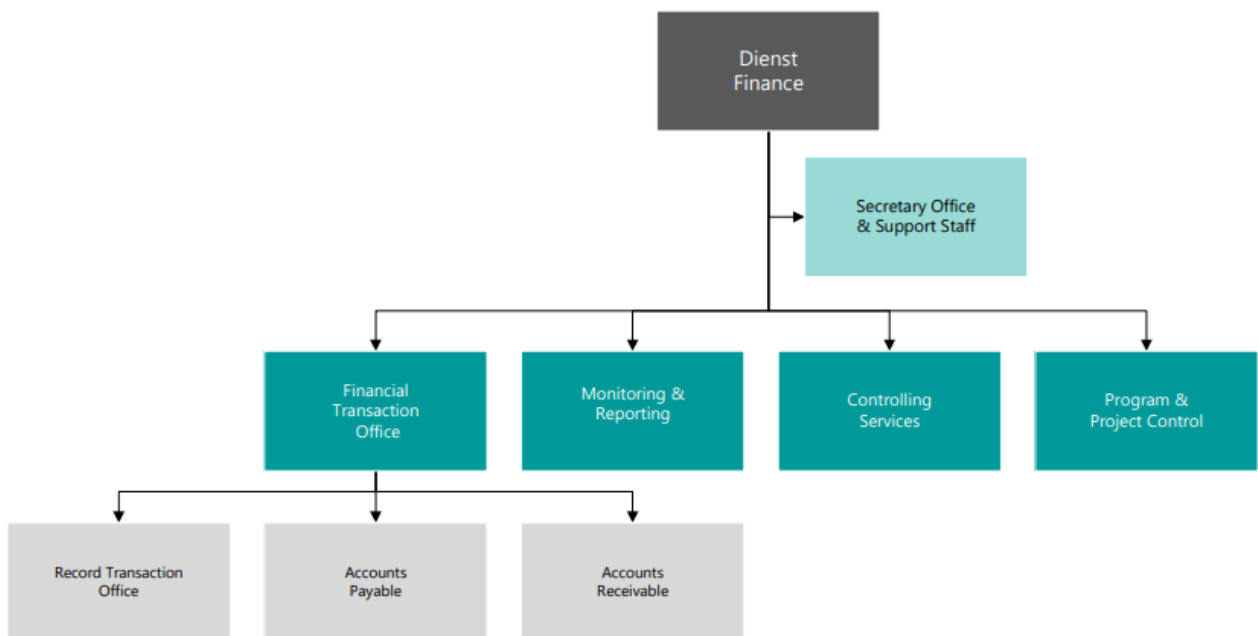 Dienst
Finance
Secretary Office
& Support Staff
Financial
Transaction
Office
Monitoring &
Reporting
Controlling
Services
Program &
Project Control
Record Transaction
Office
Accounts
Payable
Accounts
Receivable